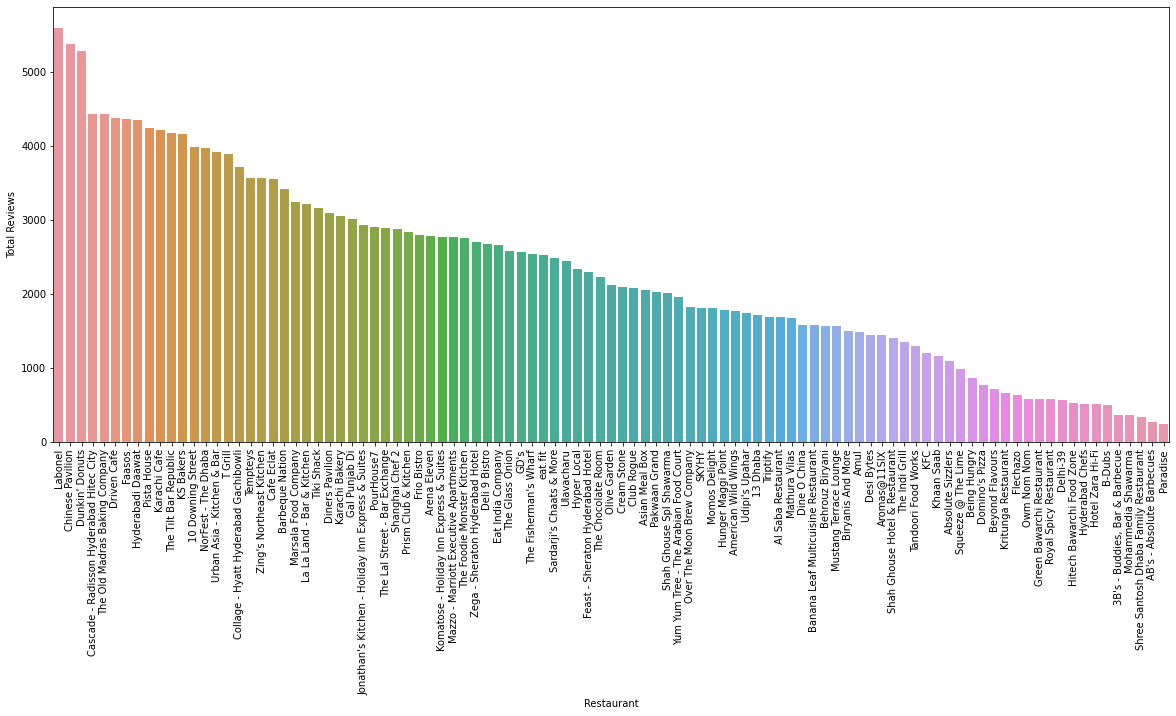 5000
4000
3000
2000
1000
0
Total Reviews
Labonel
Chinese Pavilion
Dunkin' Donuts
Cascade - Radisson Hyderabad Hitec City
The Old Madras Baking Company
Driven Cafe
Faasos
Hyderabadi Daawat
Pista House
Karachi Cafe
The Tilt Bar Republic
KS Bakers
10 Downing Street
NorFest - The Dhaba
Urban Asia - Kitchen & Bar
T Grill
Collage - Hyatt Hyderabad Gachibowli
Tempteys
Zing's Northeast Kitchen
Cafe Eclat
Barbeque Nation
Marsala Food Company
La La Land - Bar & Kitchen
Tiki Shack
Diners Pavilion
Karachi Bakery
Gal Punjab Di
Jonathan's Kitchen - Holiday Inn Express & Suites
PourHouse7
The Lal Street - Bar Exchange
Shanghai Chef 2
Prism Club & Kitchen
Frio Bistro
Arena Eleven
Komatose - Holiday Inn Express & Suites
Mazzo - Marriott Executive Apartments
The Foodie Monster Kitchen
Zega - Sheraton Hyderabad Hotel
Deli 9 Bistro
Eat India Company
The Glass Onion
GD's
The Fisherman's Wharf
eat.fit
Sardarji's Chaats & More
Ulavacharu
Hyper Local
Feast - Sheraton Hyderabad Hotel
The Chocolate Room
Olive Garden
Cream Stone
Club Rogue
Asian Meal Box
Pakwaan Grand
Shah Ghouse Spl Shawarma
Yum Yum Tree - The Arabian Food Court
Over The Moon Brew Company
SKYHY
Momos Delight
Hunger Maggi Point
American Wild Wings
Udipi's Upahar
13 Dhaba
Triptify
Al Saba Restaurant
Mathura Vilas
Dine O China
Banana Leaf Multicuisine Restaurant
Behrouz Biryani
Mustang Terrace Lounge
Biryanis And More
Amul
Desi Bytes
Aromas@11SIX
Shah Ghouse Hotel & Restaurant
The Indi Grill
Tandoori Food Works
KFC
Khaan Saab
Absolute Sizzlers
Squeeze @ The Lime
Being Hungry
Domino's Pizza
Beyond Flavours
Kritunga Restaurant
Flechazo
Owm Nom Nom
Green Bawarchi Restaurant
Royal Spicy Restaurant
Delhi-39
Hitech Bawarchi Food Zone
Hyderabad Chefs
Hotel Zara Hi-Fi
B-Dubs
3B's - Buddies, Bar & Barbecue
Mohammedia Shawarma
Shree Santosh Dhaba Family Restaurant
AB's - Absolute Barbecues
Paradise
Restaurant